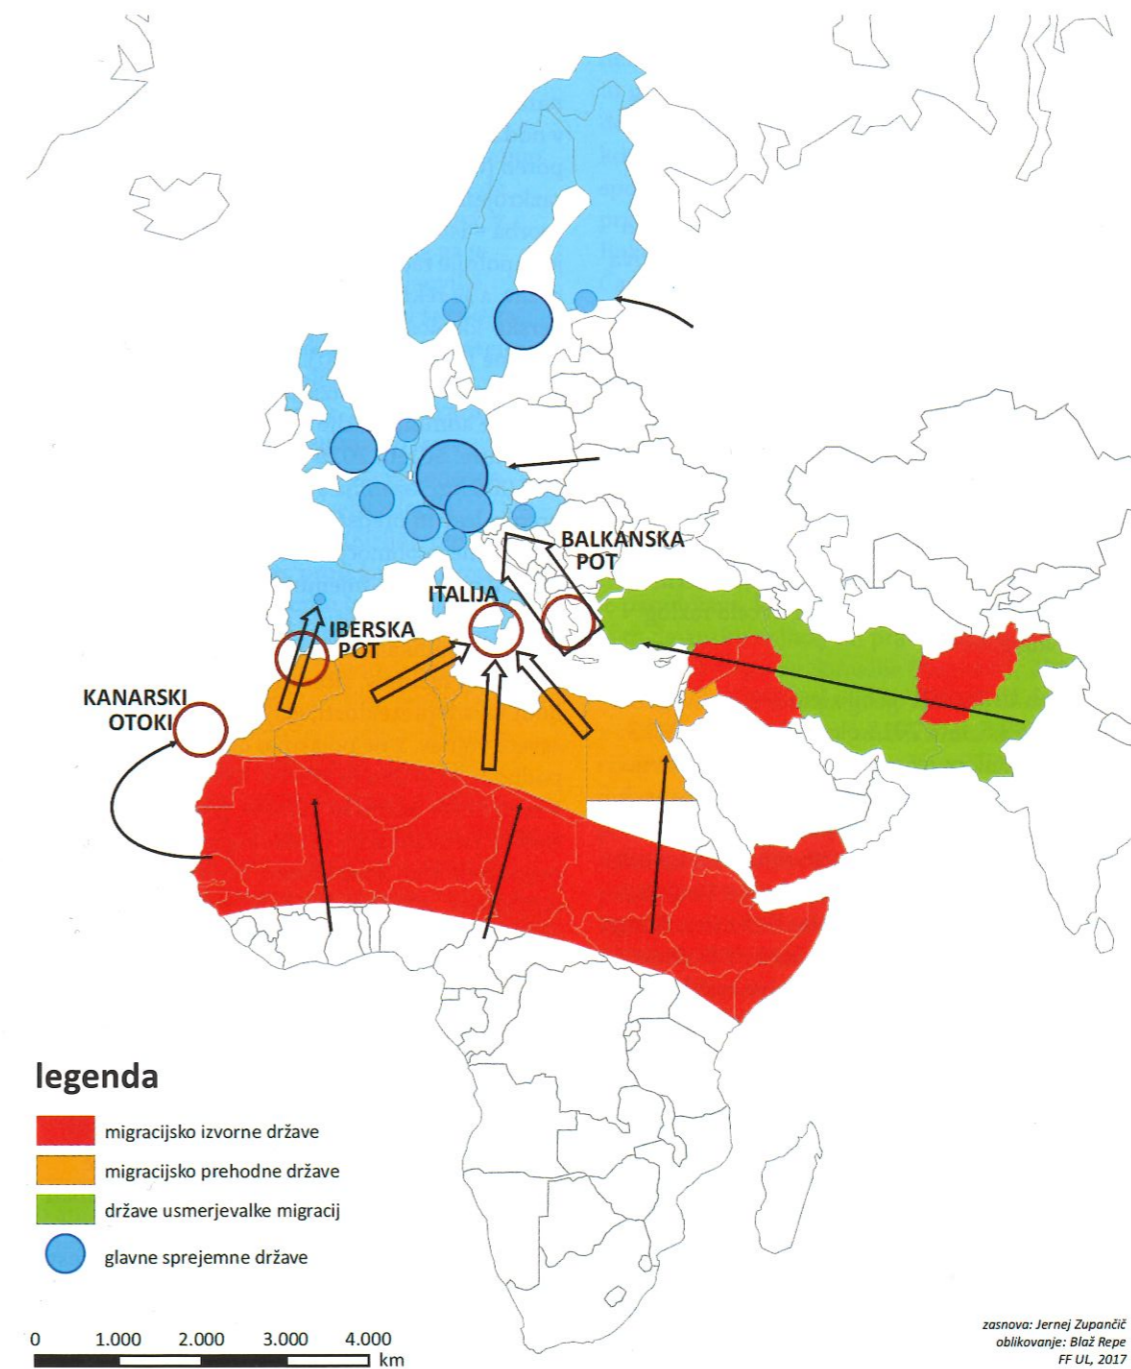 BALKANSKA
POT
ITALIJA
IBERSKA
POT
KANARSKI
OTOKI
legenda
migracijsko izvorne države
migracijsko prehodne države
države usmerjevalke migracij
glavne sprejemne države
0 1.000 2.000 3.000 4.000
km
zasnova: Jernej Zupančič
oblikovanje: Blaž Repe
FF UL, 2017